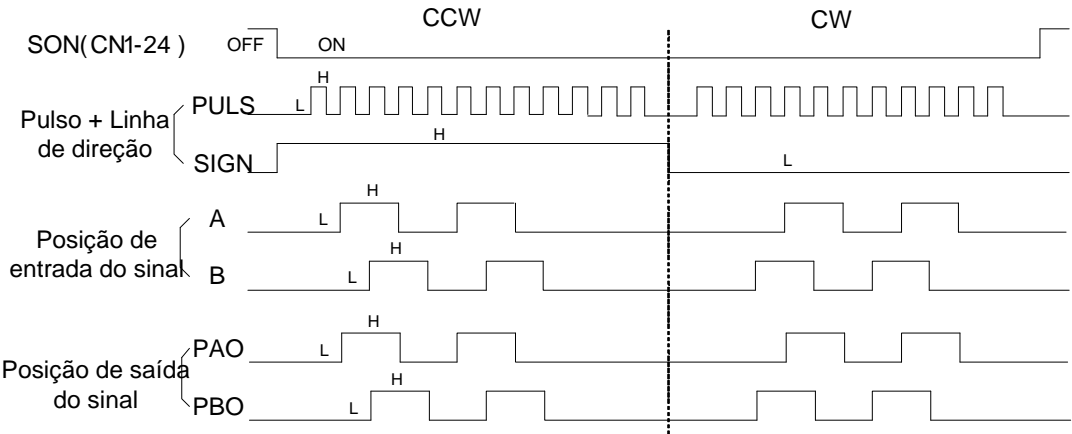 CCW
CW
SON(CN1-24 )
OFF
ON
H
PULS
L
Pulso + Linha
de direção
H
SIGN
L
H
A
L
Posição de
entrada do sinal
H
B
L
H
PAO
L
Posição de saída
do sinal
H
PBO
L